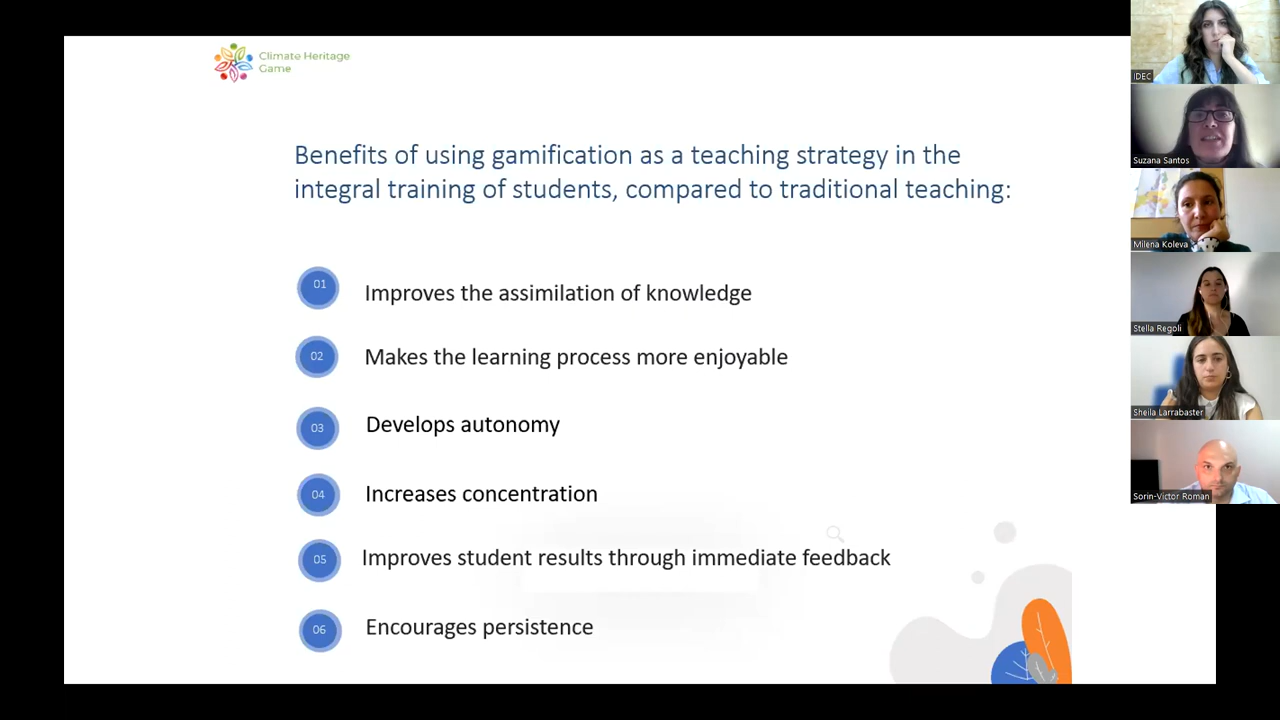 Climate Heritage
Game
Benefits of using gamification as a teaching strategy in the
integral training of students, compared to traditional teaching:
01
Improves the assimilation of knowledge
02
Makes the learning process more enjoyable
03
Develops autonomy
04
Increases concentration
05
Improves student results through immediate feedback
06
Encourages persistence
IDEC
Suzana Santos
Milena Koleva
Stella Regoli
Sheila Larrabaster
Sorin-Victor Roman